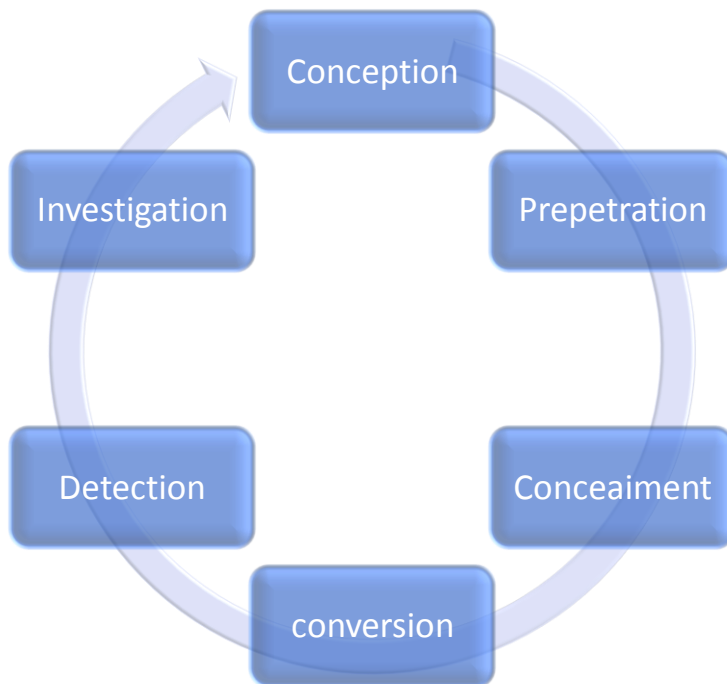 Conception
Prepetration
Conceaiment
conversion
Detection
Investigation